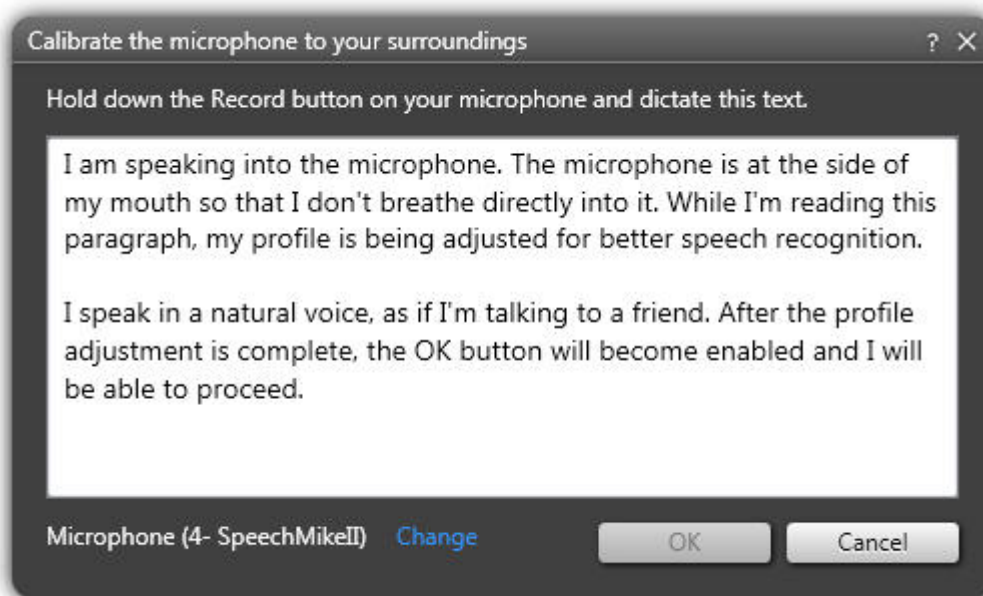 Calibrate the microphone to your surroundings
? ×
Hold down the Record button on your microphone and dictate this text.
I am speaking into the microphone. The microphone is at the side of
my mouth so that I don't breathe directly into it. While I'm reading this
paragraph, my profile is being adjusted for better speech recognition.
I speak in a natural voice, as if I'm talking to a friend. After the profile
adjustment is complete, the OK button will become enabled and I will
be able to proceed.
Microphone (4- SpeechMikeII) Change OK Cancel